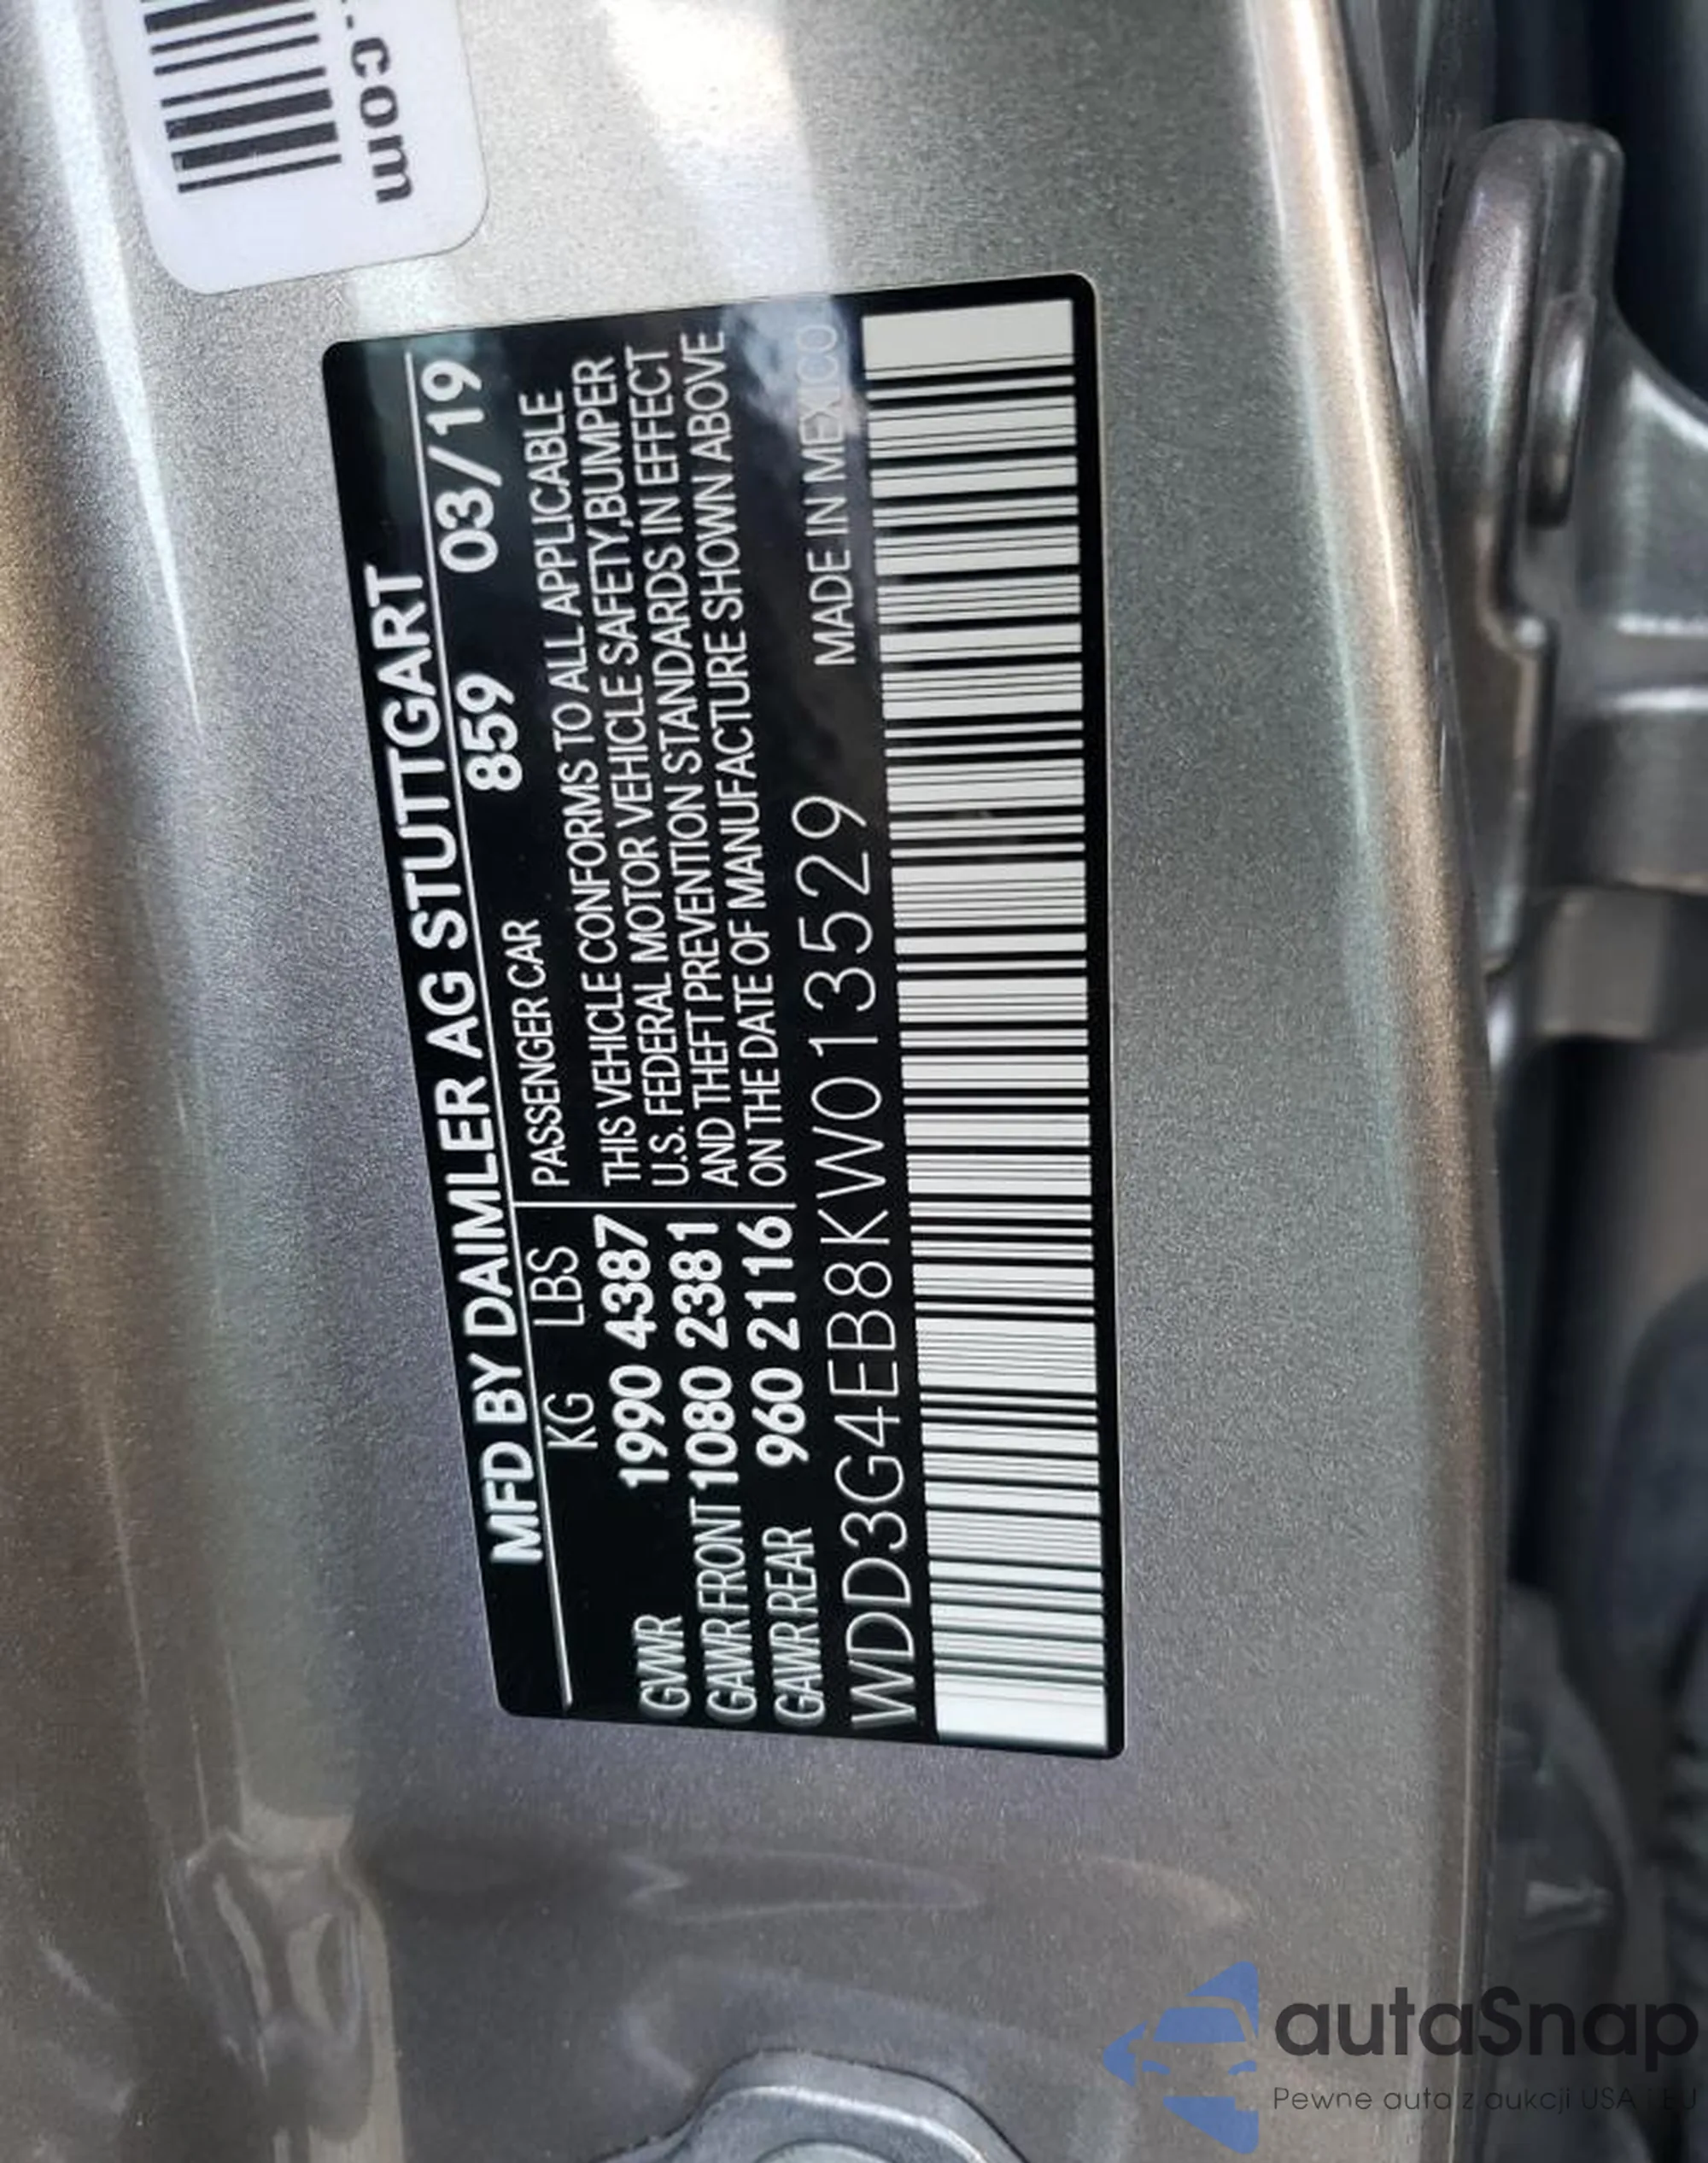 .com
MFD BY DAIMLER AG STUTTGART
KG LBS PASSENGER CAR 859 03/19
GVWR 1990 4387 THIS VEHICLE CONFORMS TO ALL APPLICABLE
GAWR FRONT 1080 2381 U.S. FEDERAL MOTOR VEHICLE SAFETY,BUMPER
GAWR REAR 960 2116 AND THEFT PREVENTION STANDARDS IN EFFECT
ON THE DATE OF MANUFACTURE SHOWN ABOVE
WDD3G4EB8KW013529 MADE IN MEXICO
autaSnap
Pewne auta z aukcji USA i EU